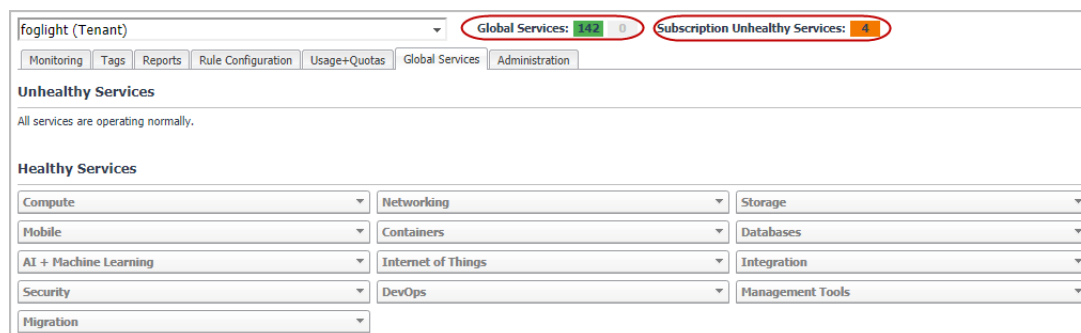 foglight (Tenant) Global Services: 142 0 Subscription Unhealthy Services: 4
Monitoring Tags Reports Rule Configuration Usage+Quotas Global Services Administration
Unhealthy Services
All services are operating normally.
Healthy Services
Compute Networking Storage
Mobile Containers Databases
AI + Machine Learning Internet of Things Integration
Security DevOps Management Tools
Migration